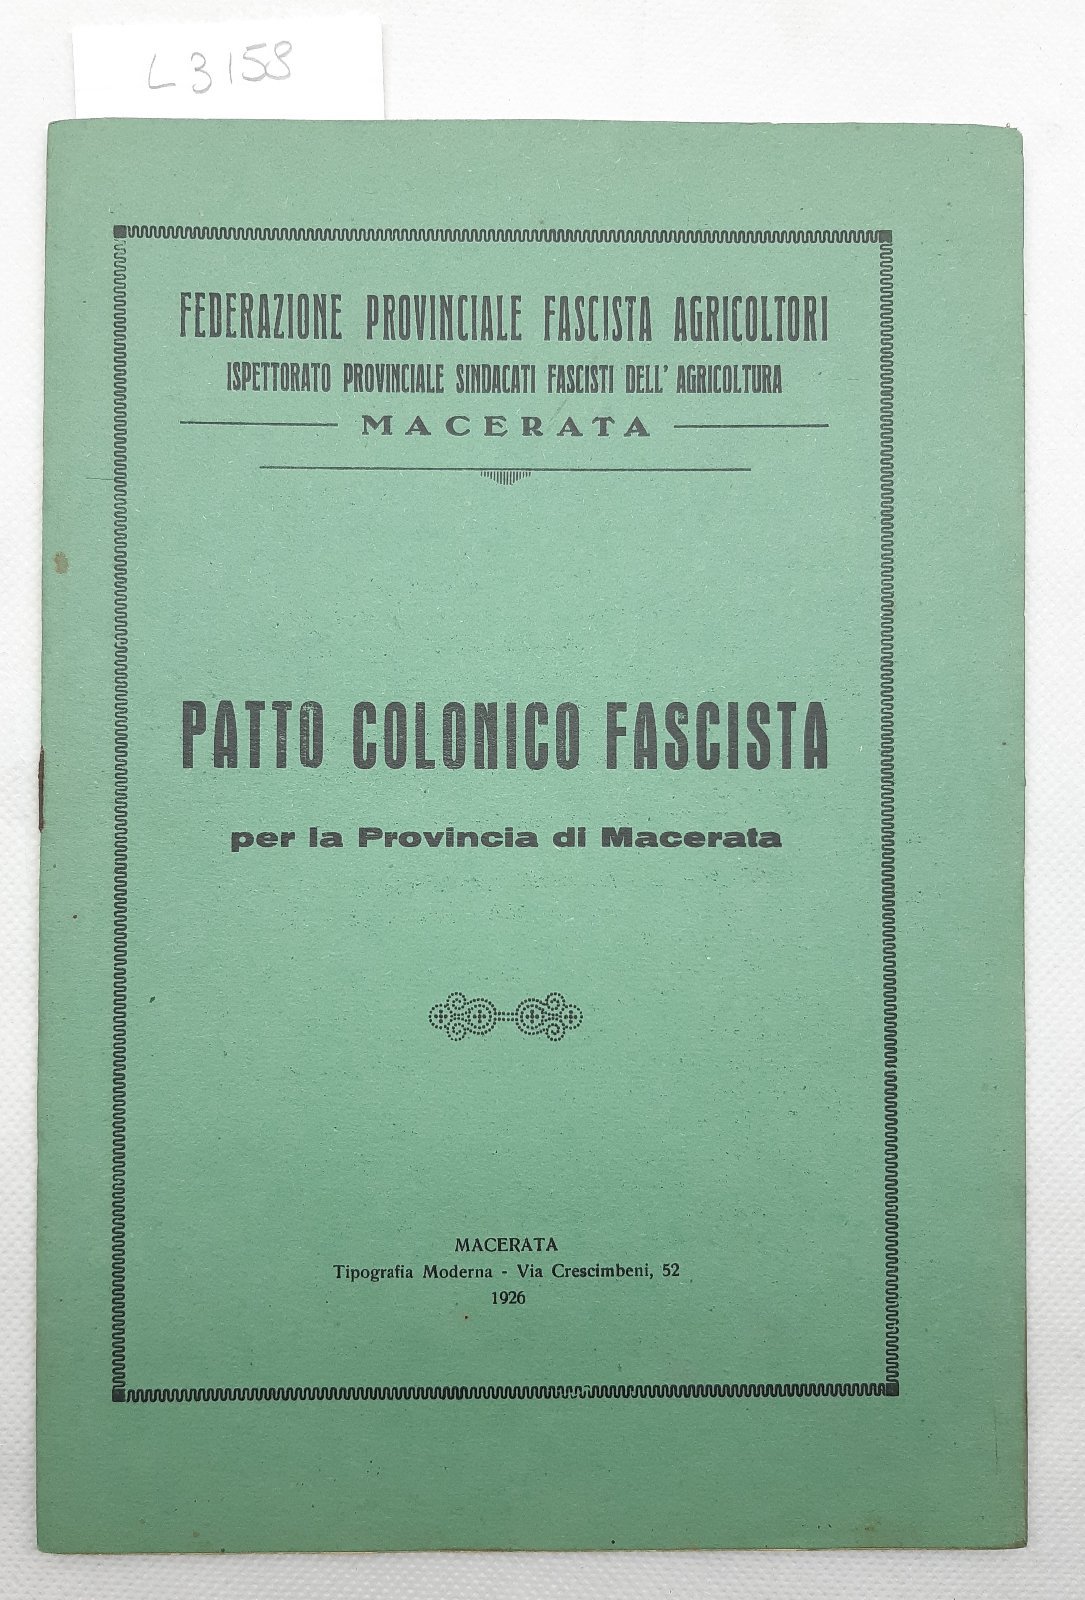 L3158
FEDERAZIONE PROVINCIALE FASCISTA AGRICOLTORI
ISPETTORATO PROVINCIALE SINDACATI FASCISTI DELL' AGRICOLTURA
MACERATA
PATTO COLONICO FASCISTA
per la Provincia di Macerata
MACERATA
Tipografia Moderna - Via Crescimbeni, 52
1926